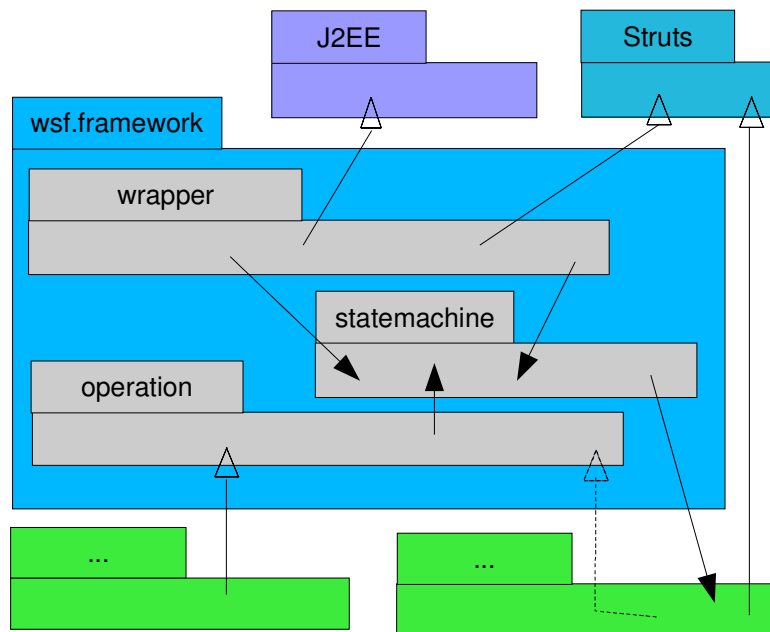 J2EE
Struts
wsf.framework
wrapper
statemachine
operation
...
...